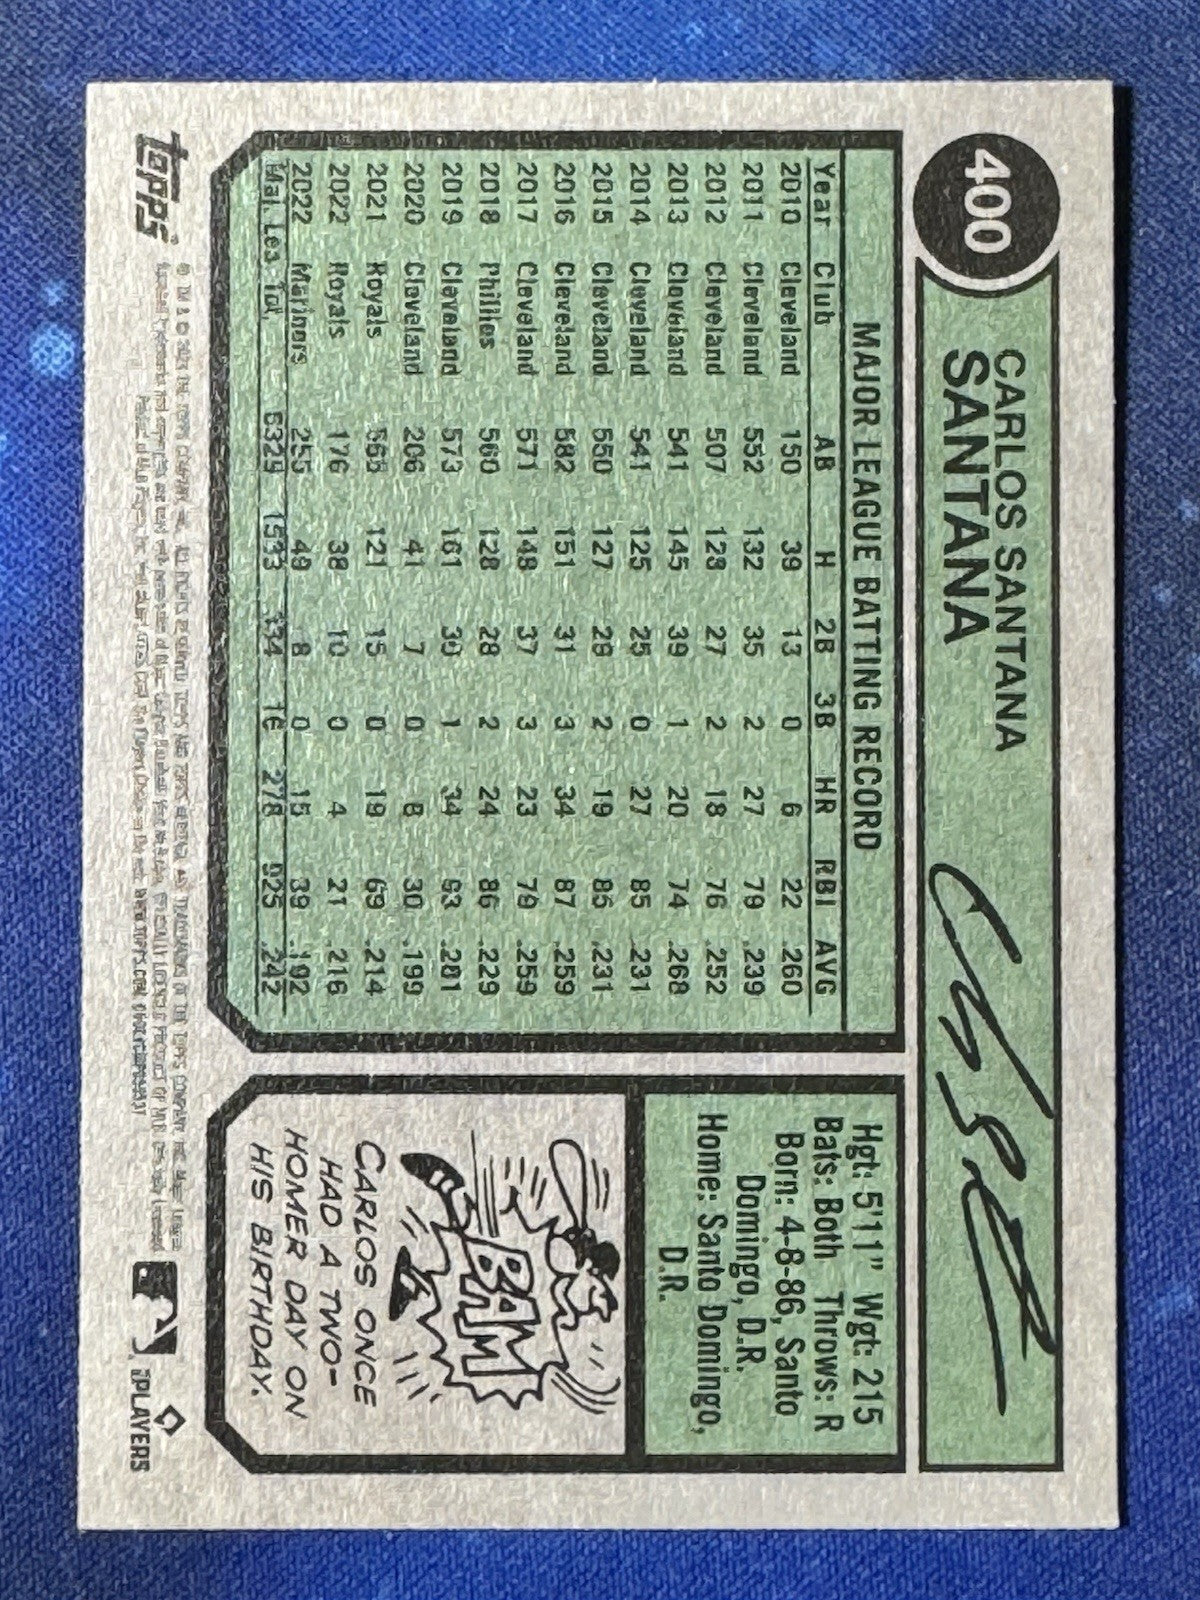 400
CARLOS SANTANA
SANTANA
MAJOR LEAGUE BATTING RECORD
Year Club AB H 2B 3B HR RBI AVG
2010 Cleveland 150 39 13 0 6 22 .260
2011 Cleveland 552 132 35 2 27 79 .239
2012 Cleveland 507 128 27 2 18 76 .252
2013 Cleveland 541 145 39 1 20 74 .268
2014 Cleveland 541 125 25 0 27 85 .231
2015 Cleveland 550 127 29 2 19 85 .231
2016 Cleveland 582 151 31 3 34 87 .259
2017 Cleveland 571 148 37 3 23 79 .259
2018 Phillies 560 128 28 2 24 86 .229
2019 Cleveland 573 161 30 1 34 93 .281
2020 Cleveland 206 41 7 0 8 30 .199
2021 Royals 565 121 15 0 19 69 .214
2022 Royals 176 38 10 0 4 21 .216
2022 Mariners 255 49 8 0 15 39 .192
Maj. Lea. Tot. 6329 1533 334 16 278 925 .242
Hgt: 5'11" Wgt: 215
Bats: Both Throws: R
Born: 4-8-86, Santo
Domingo, D.R.
Home: Santo Domingo,
D.R.
BAM
CARLOS ONCE
HAD A TWO-
HOMER DAY ON
HIS BIRTHDAY.
Topps
PLAYERS